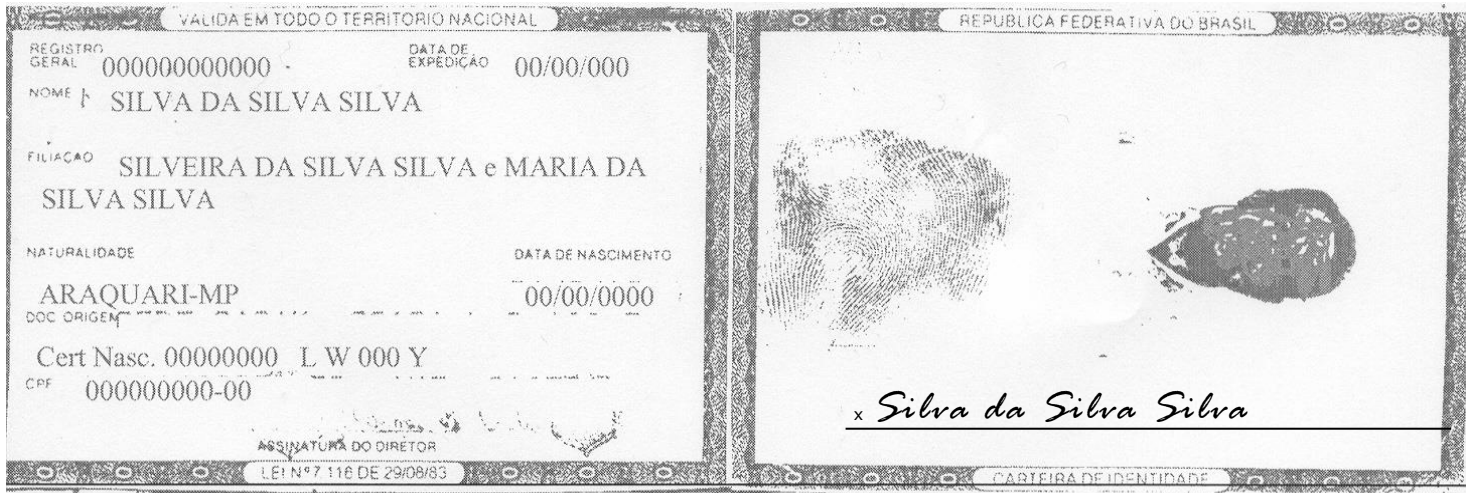 VALIDA EM TODO O TERRITORIO NACIONAL
REGISTRO GERAL 000000000000 DATA DE EXPEDIÇÃO 00/00/000
NOME SILVA DA SILVA SILVA
FILIAÇAO SILVEIRA DA SILVA SILVA e MARIA DA
SILVA SILVA
NATURALIDADE DATA DE NASCIMENTO
ARAQUARI-MP 00/00/0000
DOC ORIGEM
Cert Nasc. 00000000 L W 000 Y
CPF 000000000-00
ASSINATURA DO DIRETOR
LEI Nº 7 116 DE 29/08/83
REPUBLICA FEDERATIVA DO BRASIL
x Silva da Silva Silva
CARTEIRA DE IDENTIDADE